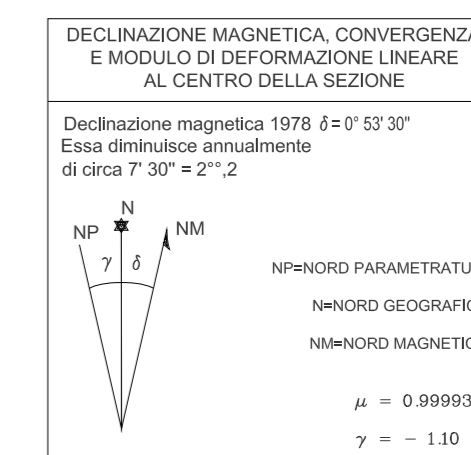 DECLINAZIONE MAGNETICA, CONVERGENZA
E MODULO DI DEFORMAZIONE LINEARE
AL CENTRO DELLA SEZIONE
Declinazione magnetica 1978 δ = 0° 53' 30"
Essa diminuisce annualmente
di circa 7' 30" = 2°°,2
N
NP NM
γ δ
NP=NORD PARAMETRATU
N=NORD GEOGRAFIC
NM=NORD MAGNETIC
μ = 0.99993
γ = - 1.10